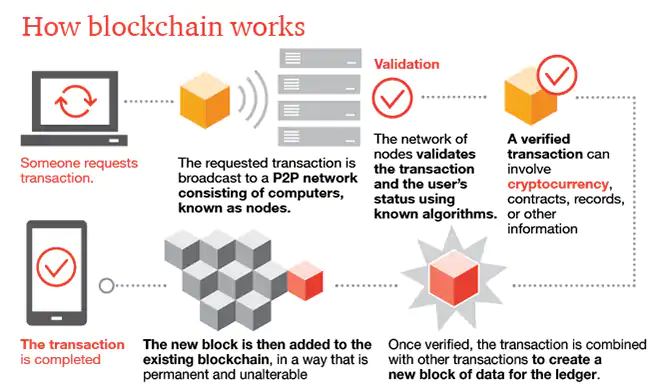 How blockchain works
Someone requests
transaction.
The requested transaction is
broadcast to a P2P network
consisting of computers,
known as nodes.
Validation
The network of
nodes validates
the transaction
and the user's
status using
known algorithms.
A verified
transaction can
involve
cryptocurrency,
contracts, records,
or other
information
Once verified, the transaction is combined
with other transactions to create a
new block of data for the ledger.
The new block is then added to the
existing blockchain, in a way that is
permanent and unalterable
The transaction
is completed